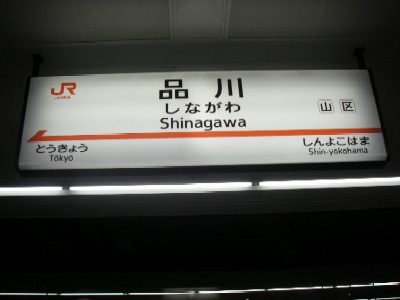 JR
JR東海
品川
しながわ
Shinagawa
山 区
とうきょう
Tōkyō
しんよこはま
Shin-yokohama